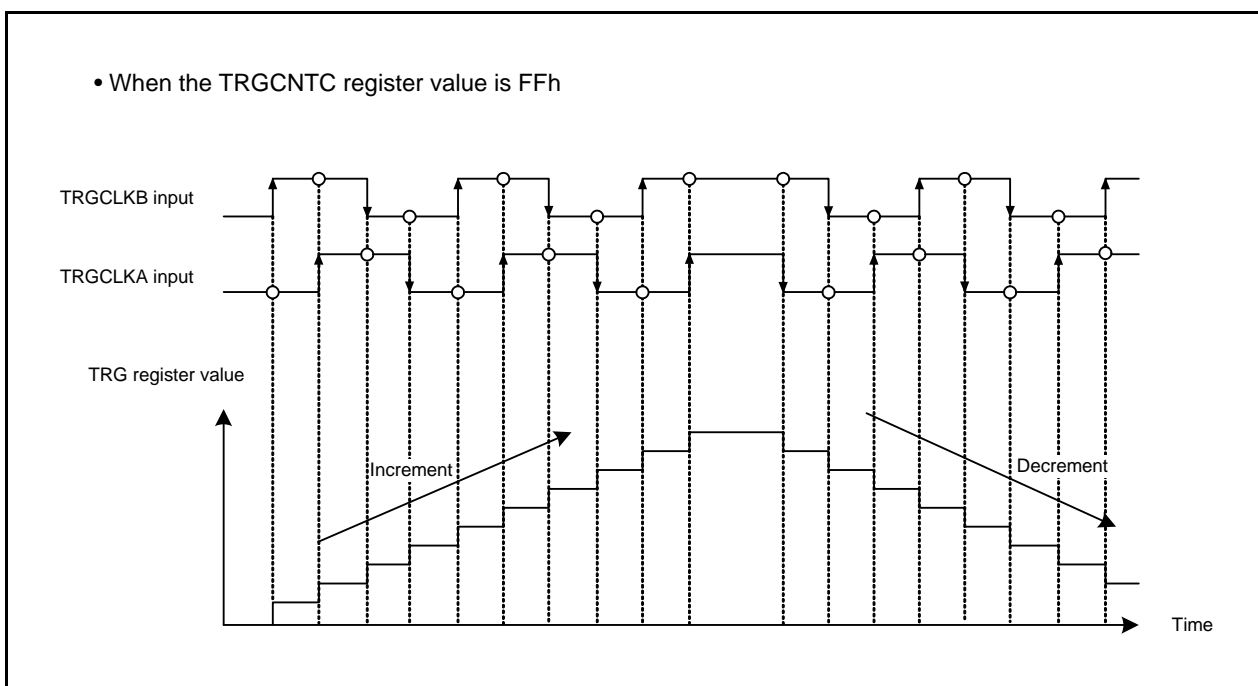 • When the TRGCNTC register value is FFh
TRGCLKB input
TRGCLKA input
TRG register value
Increment
Decrement
Time